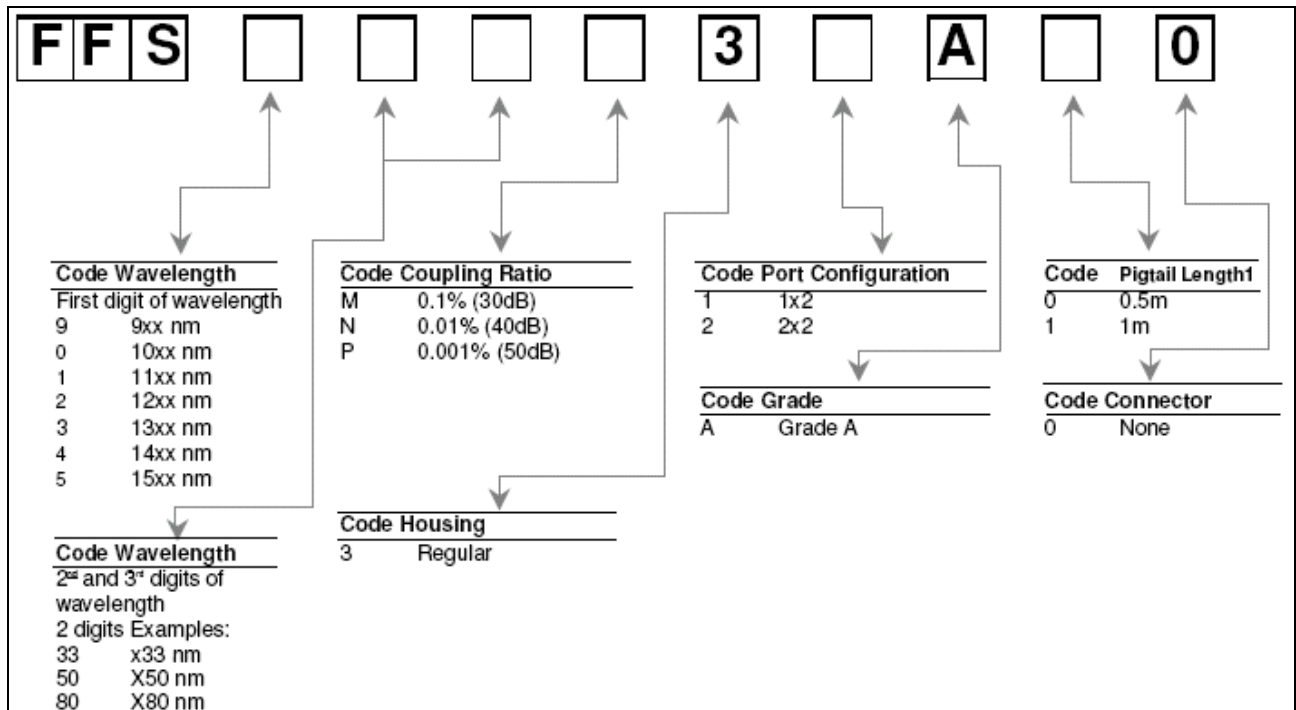 FFS 3 A 0
Code Wavelength
First digit of wavelength
9 9xx nm
0 10xx nm
1 11xx nm
2 12xx nm
3 13xx nm
4 14xx nm
5 15xx nm
Code Wavelength
2nd and 3rd digits of
wavelength
2 digits Examples:
33 x33 nm
50 X50 nm
80 X80 nm
Code Coupling Ratio
M 0.1% (30dB)
N 0.01% (40dB)
P 0.001% (50dB)
Code Housing
3 Regular
Code Port Configuration
1 1x2
2 2x2
Code Grade
A Grade A
Code Pigtail Length1
0 0.5m
1 1m
Code Connector
0 None